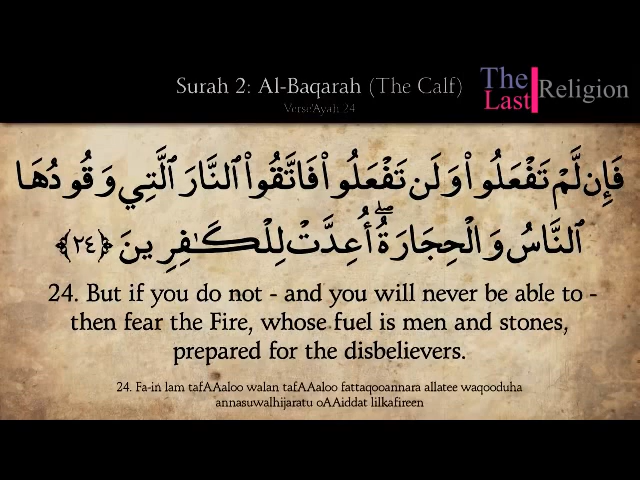 Surah 2: Al-Baqarah (The Calf)
Verse/Ayah 24
The
Last
Religion
فَإِن لَّمْ تَفْعَلُوا۟ وَلَن تَفْعَلُوا۟ فَٱتَّقُوا۟ ٱلنَّارَ ٱلَّتِي وَقُودُهَا
ٱلنَّاسُ وَٱلْحِجَارَةُ ۖ أُعِدَّتْ لِلْكَـٰفِرِينَ ﴿٢٤﴾
24. But if you do not - and you will never be able to -
then fear the Fire, whose fuel is men and stones,
prepared for the disbelievers.
24. Fa-in lam tafAAaloo walan tafAAaloo fattaqooannara allatee waqooduha
annasuwalhijaratu oAAiddat lilkafireen